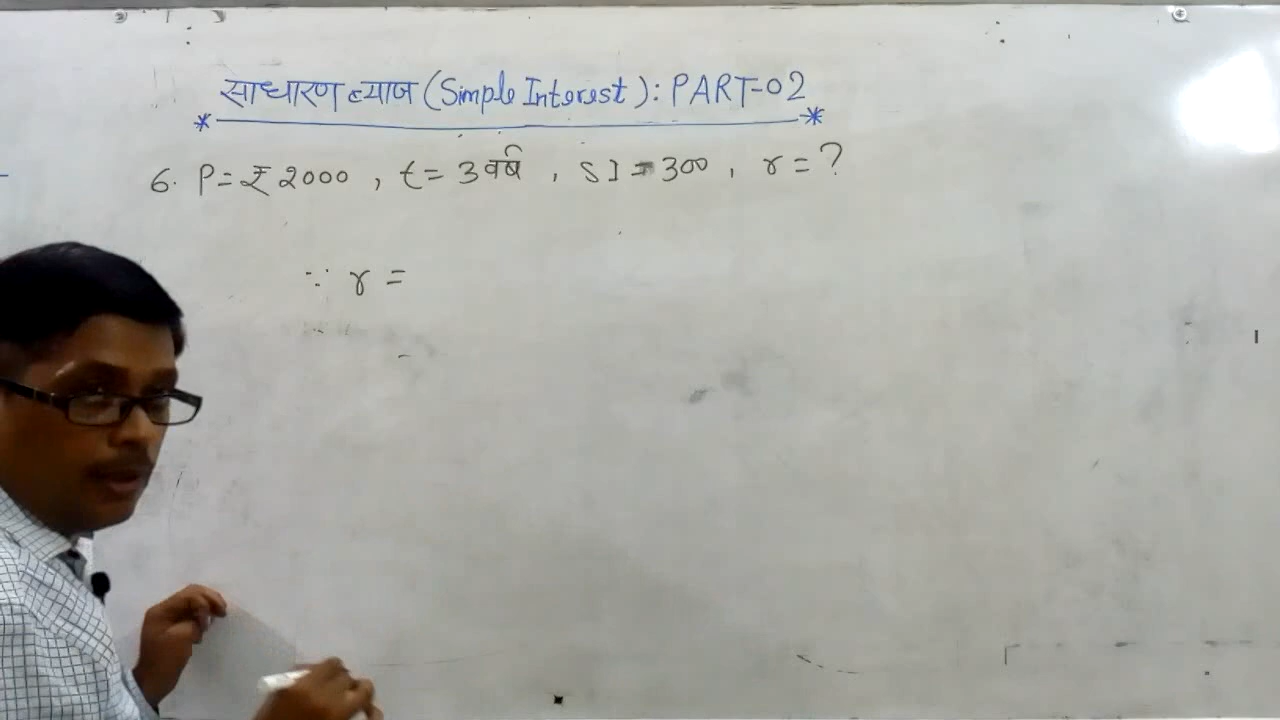 साधारण ब्याज (Simple Interest): PART-02
6. P = ₹ 2000 , t = 3 वर्ष , SI = 300 , r = ?
∵ r =